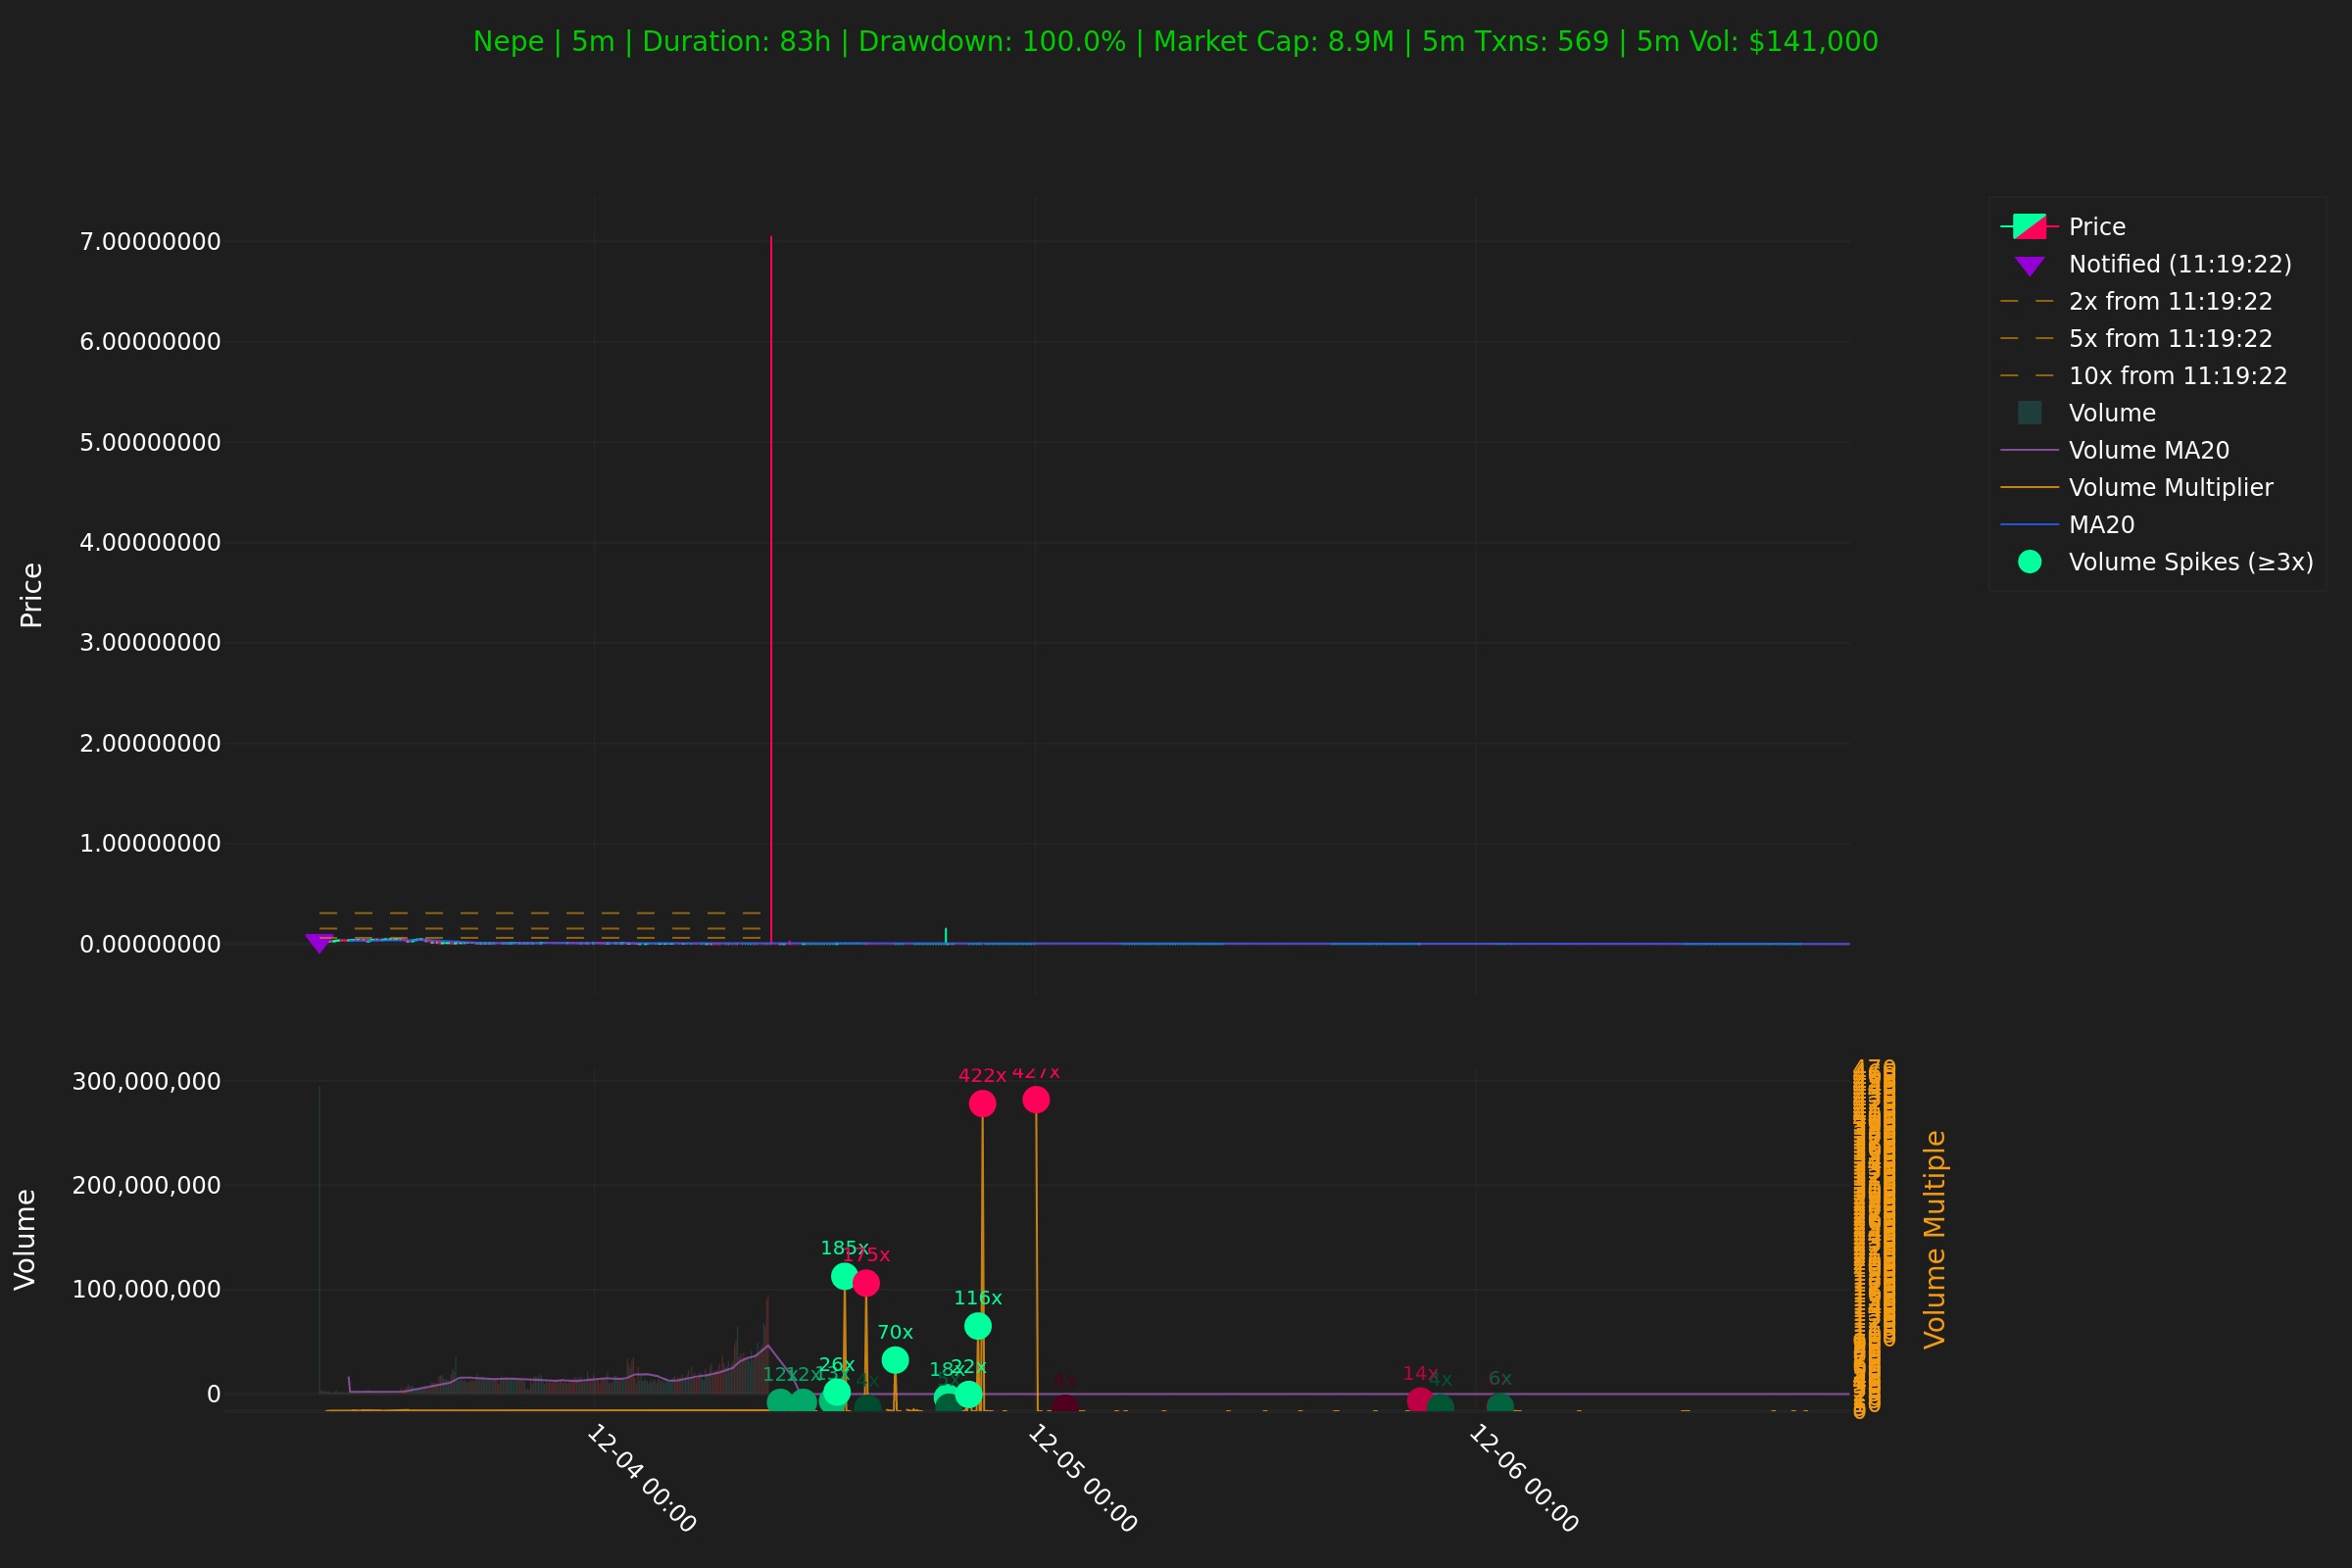 Nepe | 5m | Duration: 83h | Drawdown: 100.0% | Market Cap: 8.9M | 5m Txns: 569 | 5m Vol: $141,000
Price
7.00000000
6.00000000
5.00000000
4.00000000
3.00000000
2.00000000
1.00000000
0.00000000
Price
Notified (11:19:22)
2x from 11:19:22
5x from 11:19:22
10x from 11:19:22
Volume
Volume MA20
Volume Multiplier
MA20
Volume Spikes (≥3x)
Volume
300,000,000
200,000,000
100,000,000
0
422x
427x
185x
175x
116x
70x
12x
12x
13x
26x
4x
18x
22x
14x
4x
6x
Volume Multiple
12-04 00:00
12-05 00:00
12-06 00:00